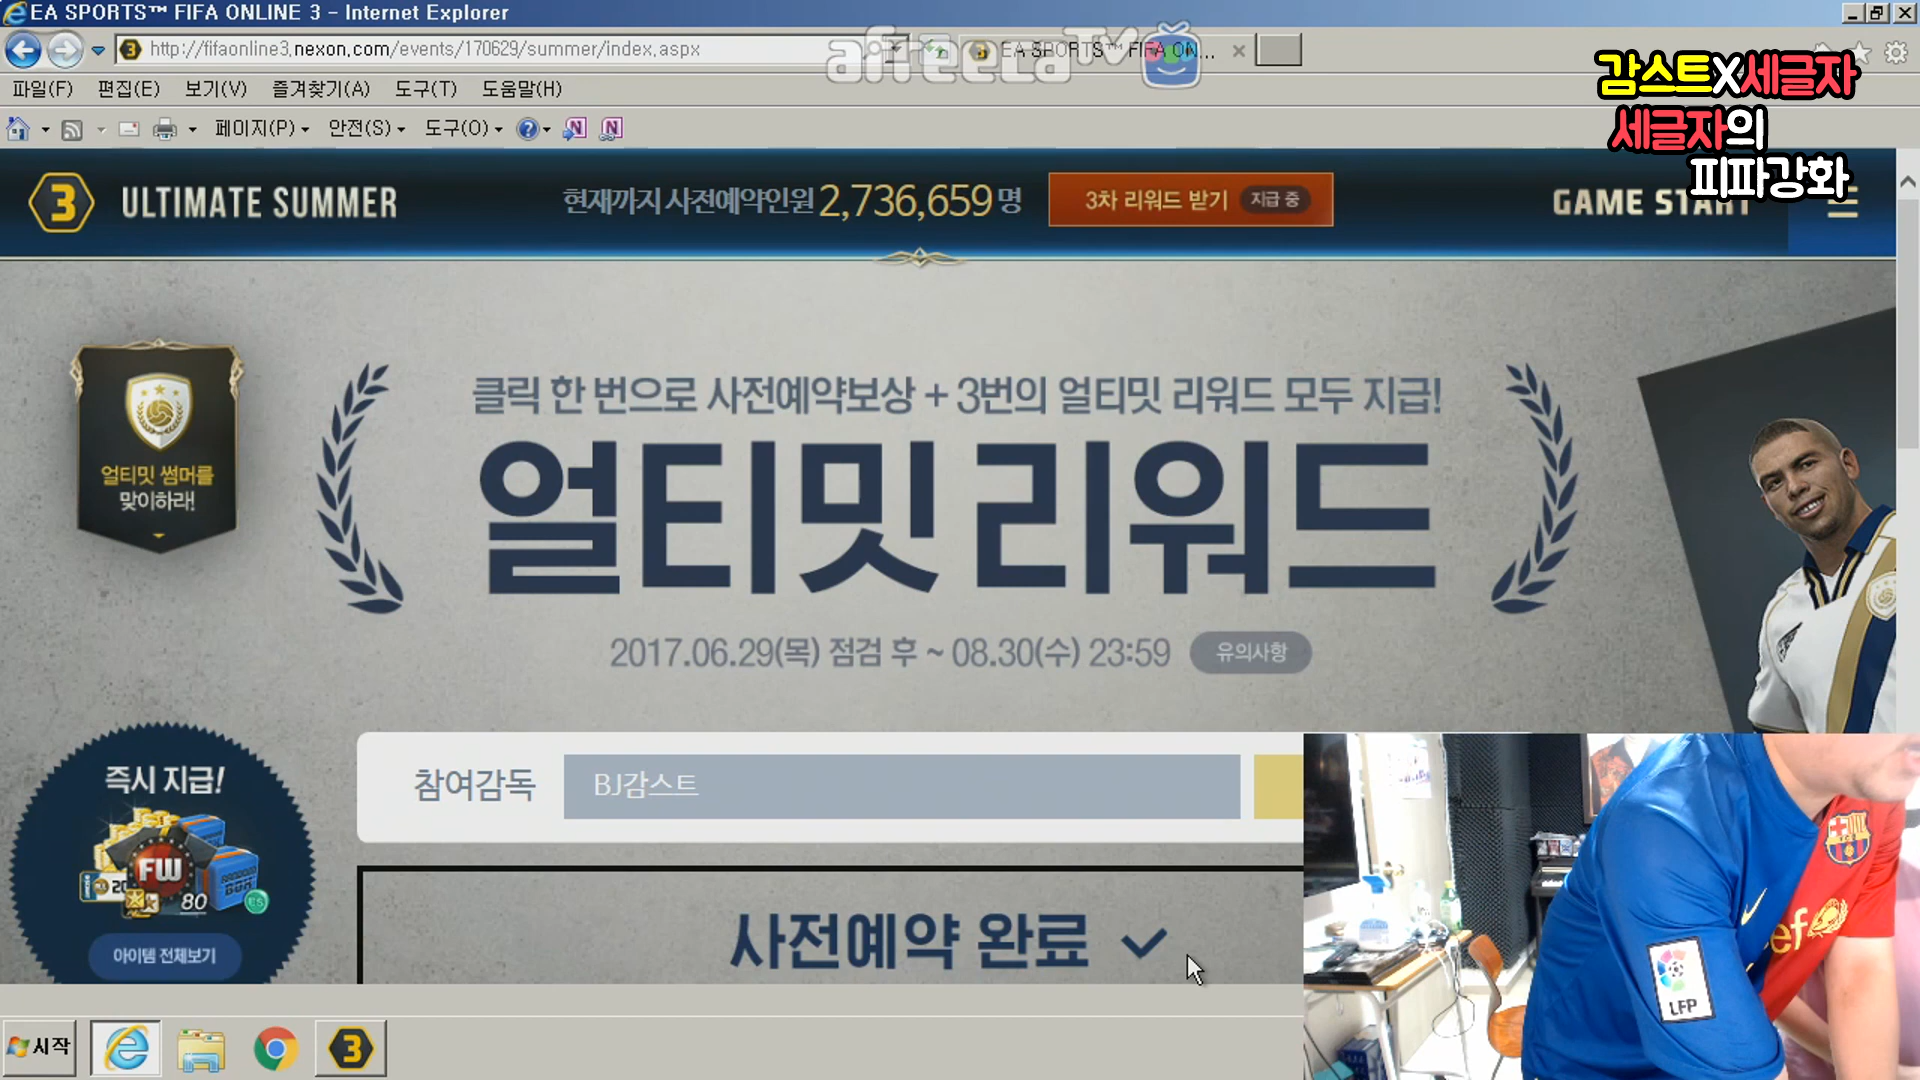 EA SPORTS™ FIFA ONLINE 3 - Internet Explorer
http://fifaonline3.nexon.com/events/170629/summer/index.aspx
EA SPORTS™ FIFA ON...
afreecaTV
감스트X세글자
세글자의
피파강화
파일(F) 편집(E) 보기(V) 즐겨찾기(A) 도구(T) 도움말(H)
페이지(P) 안전(S) 도구(O)
3 ULTIMATE SUMMER
현재까지 사전예약인원 2,736,659 명
3차 리워드 받기 지급 중
GAME START
얼티밋 썸머를
맞이하라!
클릭 한 번으로 사전예약보상 + 3번의 얼티밋 리워드 모두 지급!
얼티밋 리워드
2017.06.29(목) 점검 후 ~ 08.30(수) 23:59 유의사항
즉시 지급!
FW
80
아이템 전체보기
참여감독 BJ감스트
사전예약 완료
LFP
시작
3